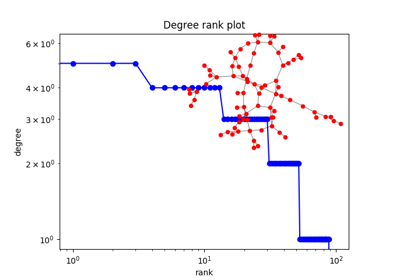 Degree rank plot
6 × 10⁰
4 × 10⁰
3 × 10⁰
2 × 10⁰
10⁰
degree
10⁰ 10¹ 10²
rank